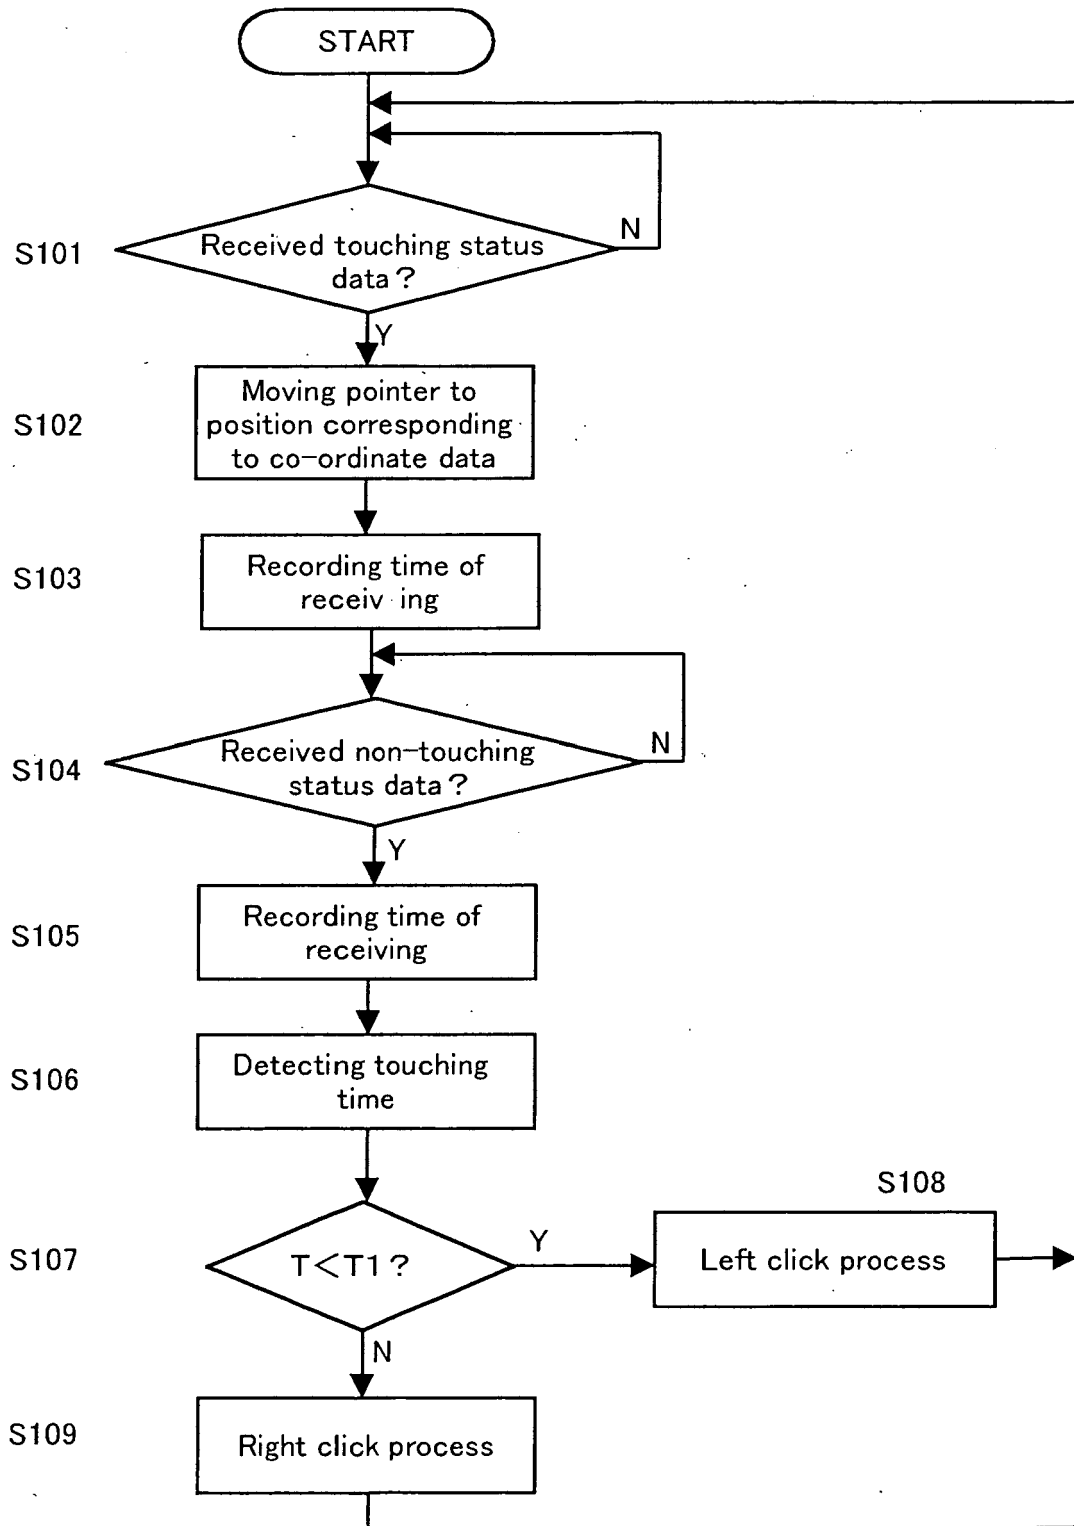 START
S101
Received touching status
data?
N
Y
S102
Moving pointer to
position corresponding
to co-ordinate data
S103
Recording time of
receiv ing
S104
Received non-touching
status data?
N
Y
S105
Recording time of
receiving
S106
Detecting touching
time
S107
T<T1?
Y
S108
Left click process
N
S109
Right click process